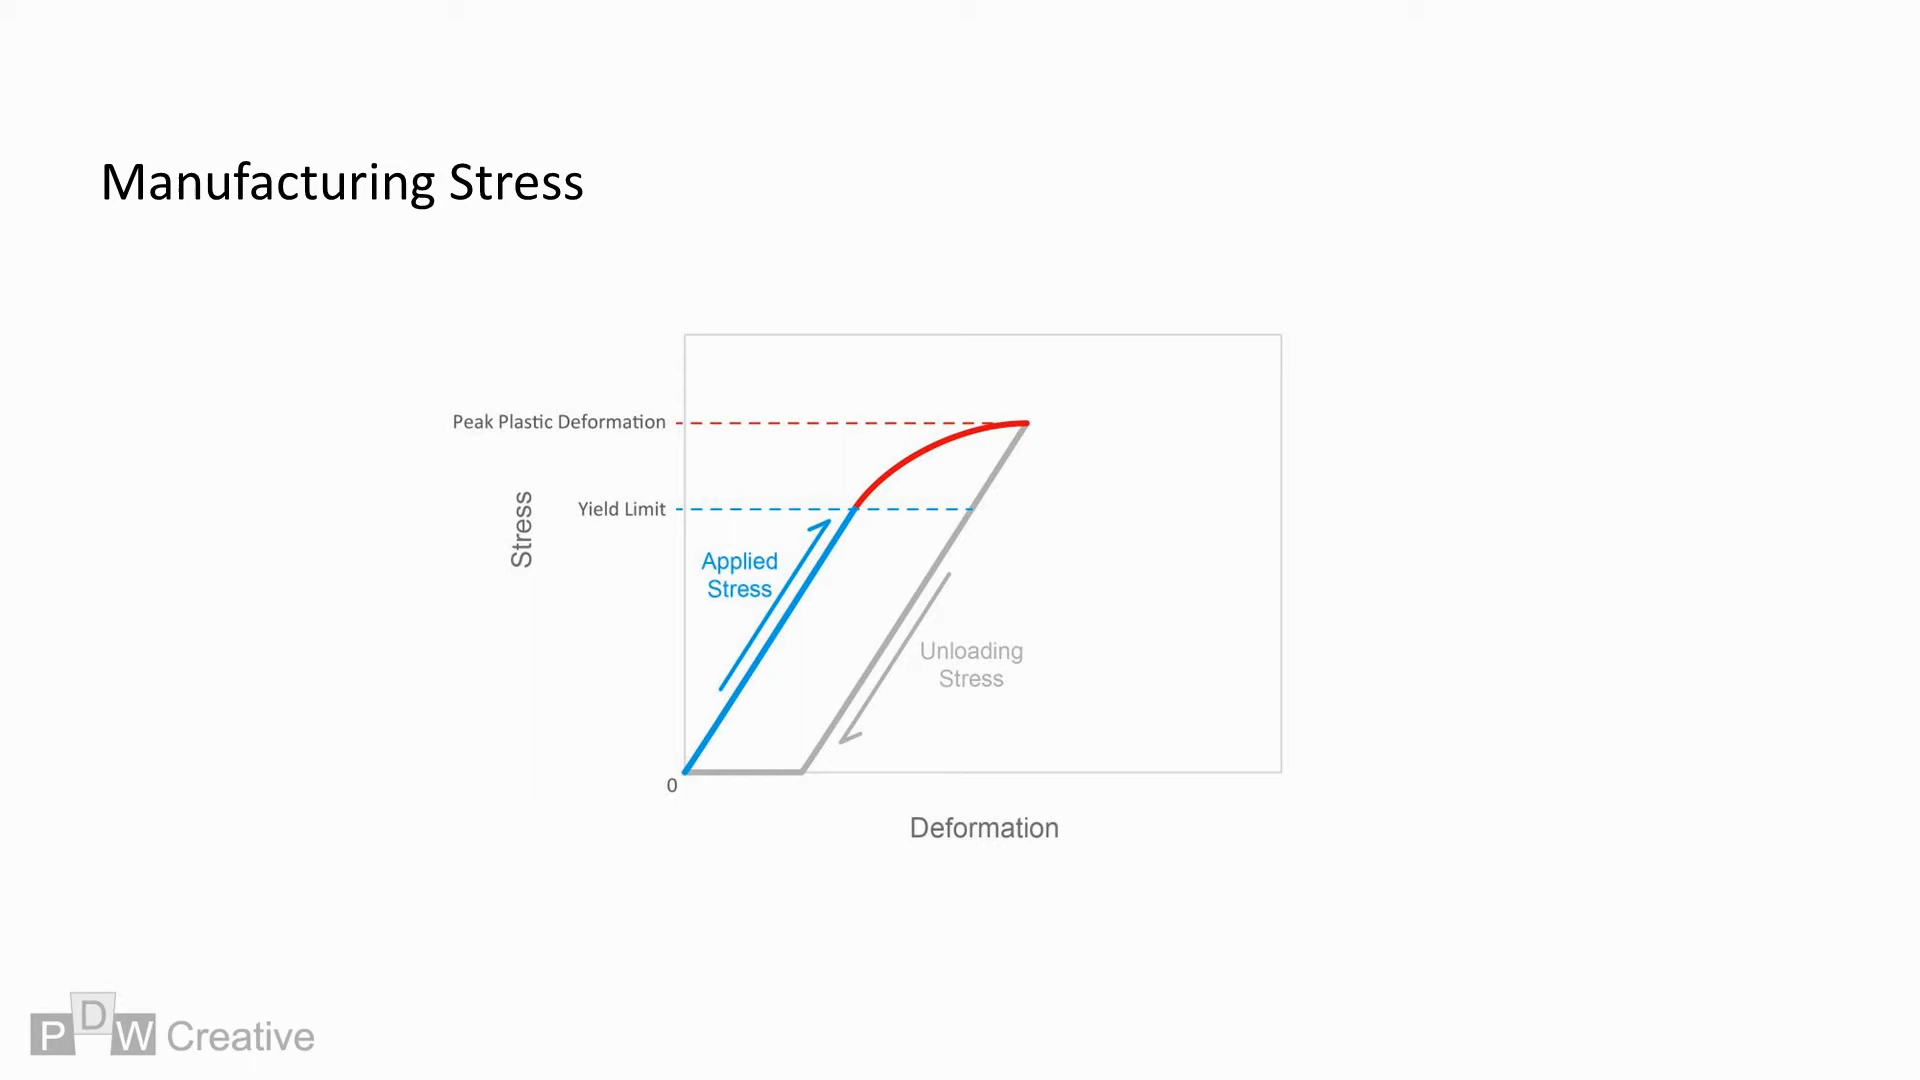 Manufacturing Stress
Peak Plastic Deformation
Yield Limit
Stress
Applied
Stress
Unloading
Stress
0
Deformation
PDW Creative